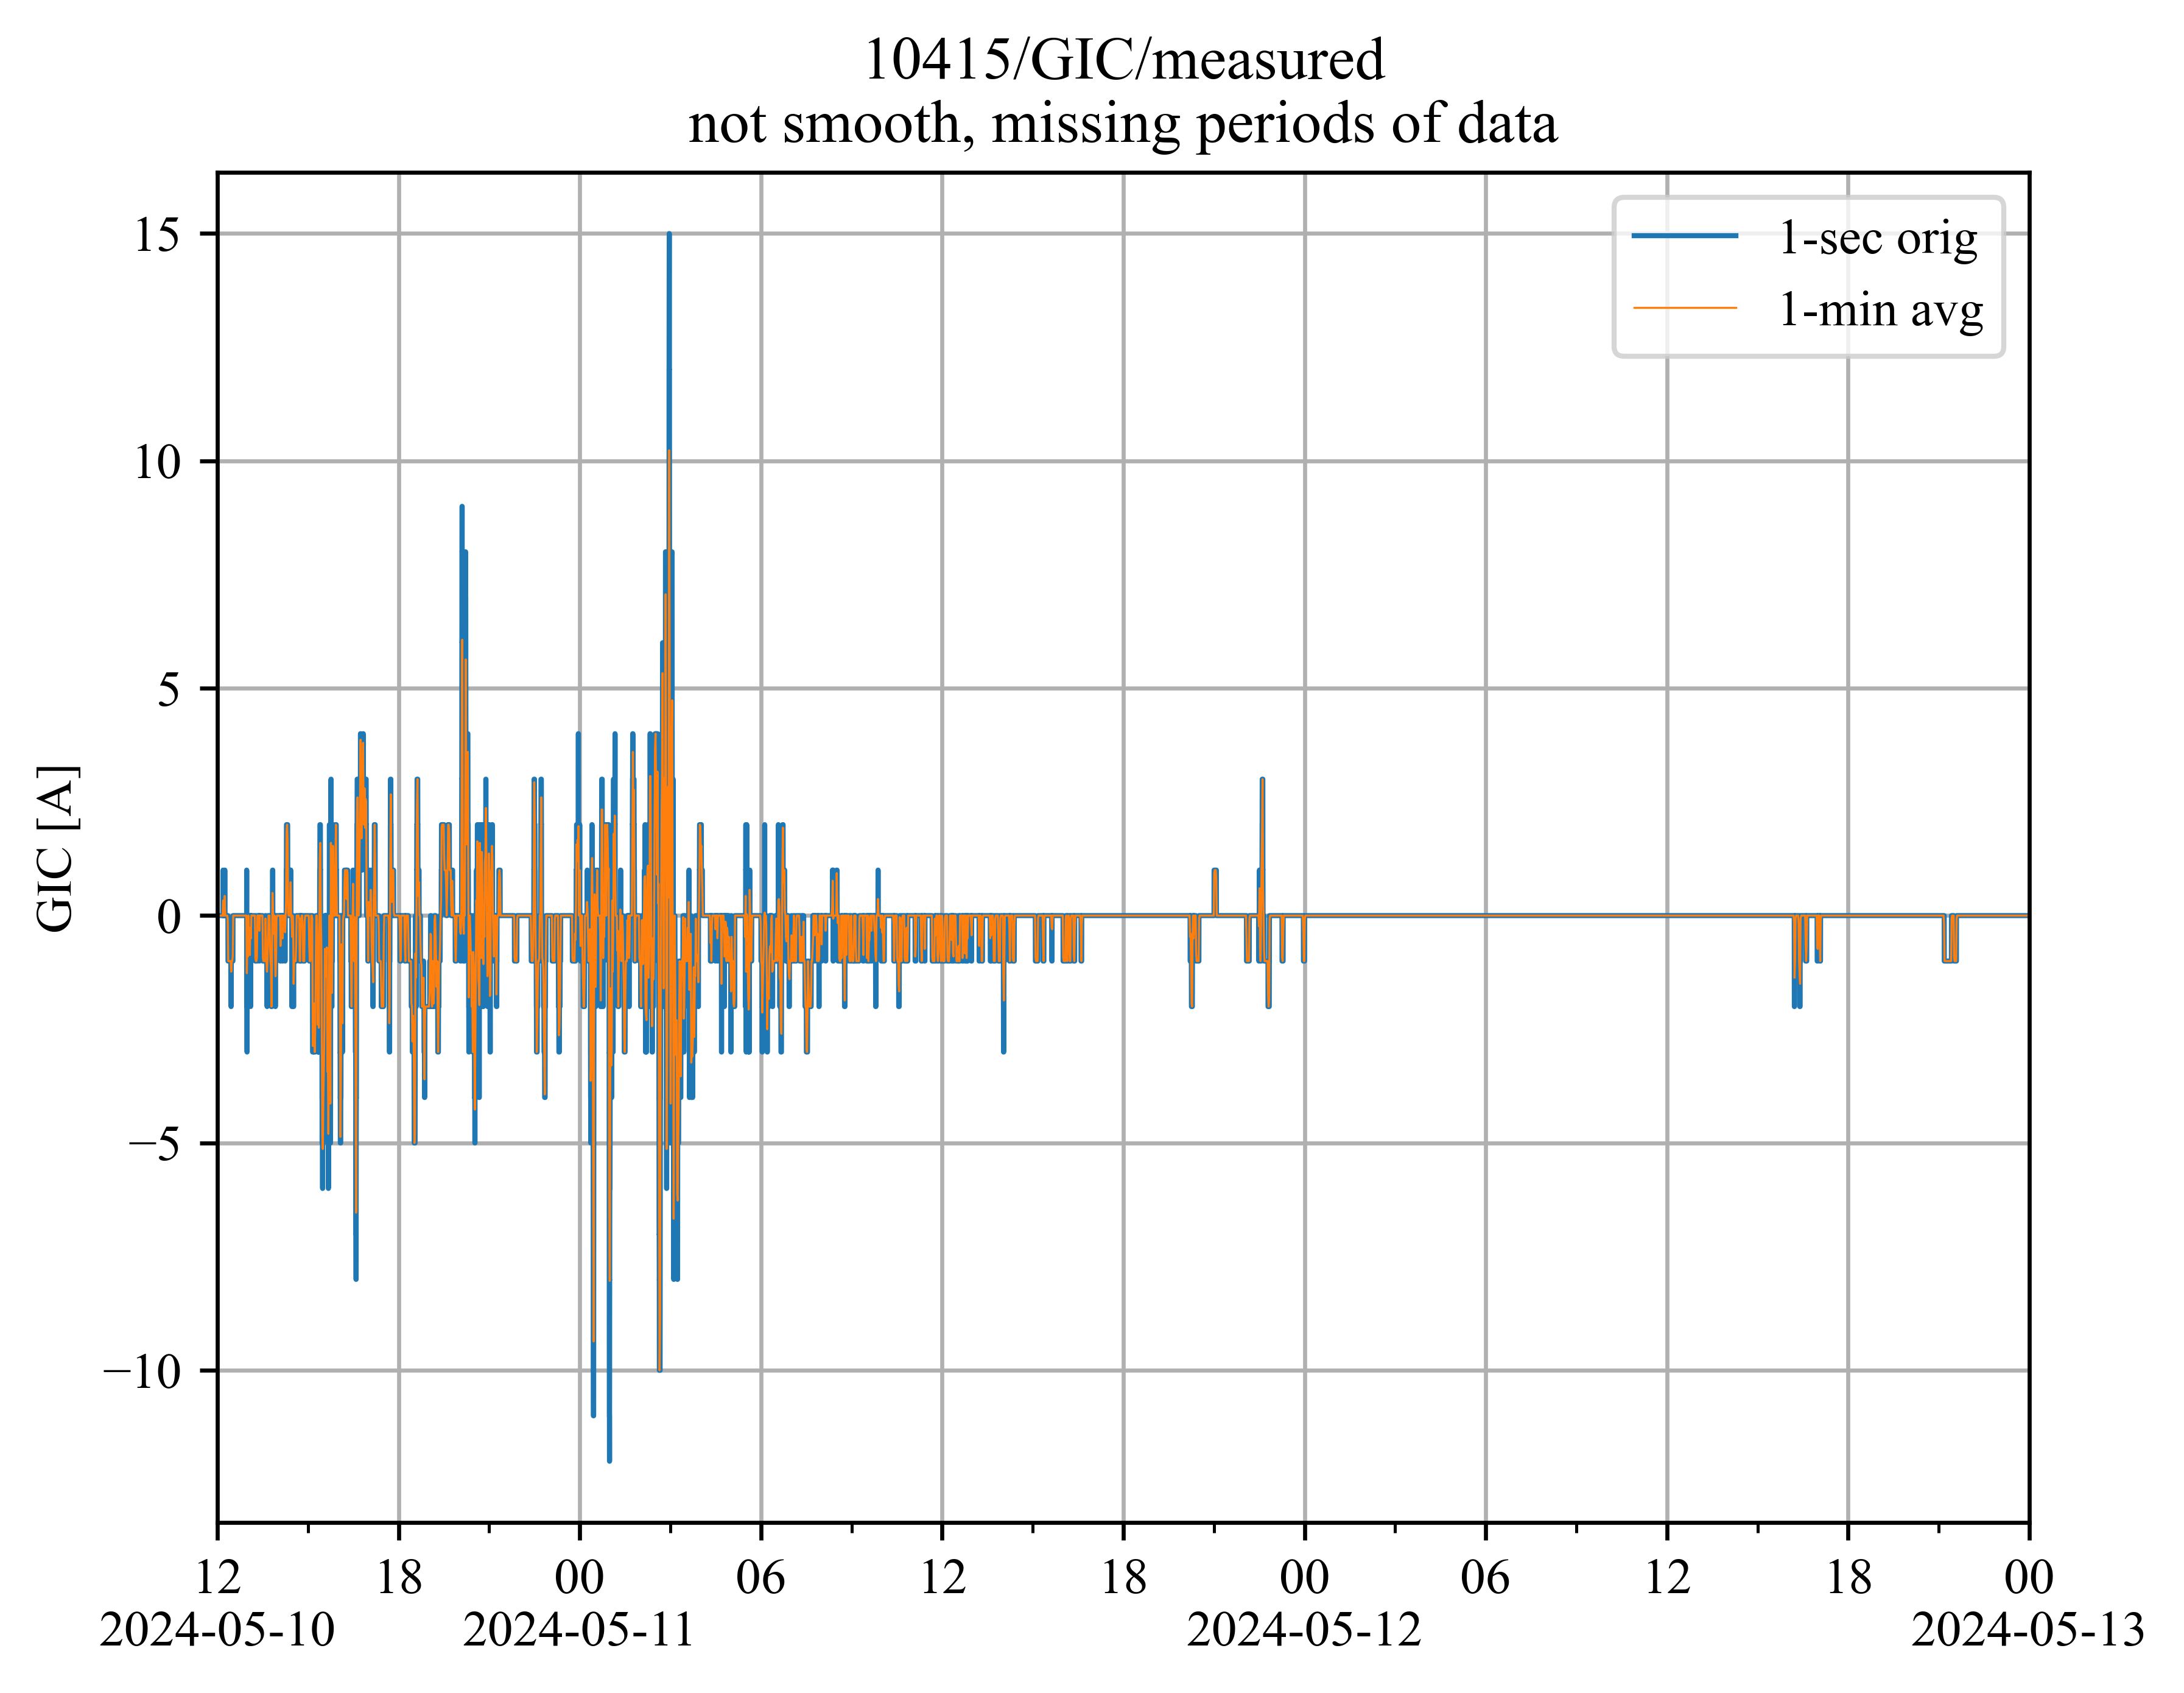 10415/GIC/measured
not smooth, missing periods of data
1-sec orig
1-min avg
GIC [A]
15
10
5
0
−5
−10
12 18 00 06 12 18 00 06 12 18 00
2024-05-10 2024-05-11 2024-05-12 2024-05-13